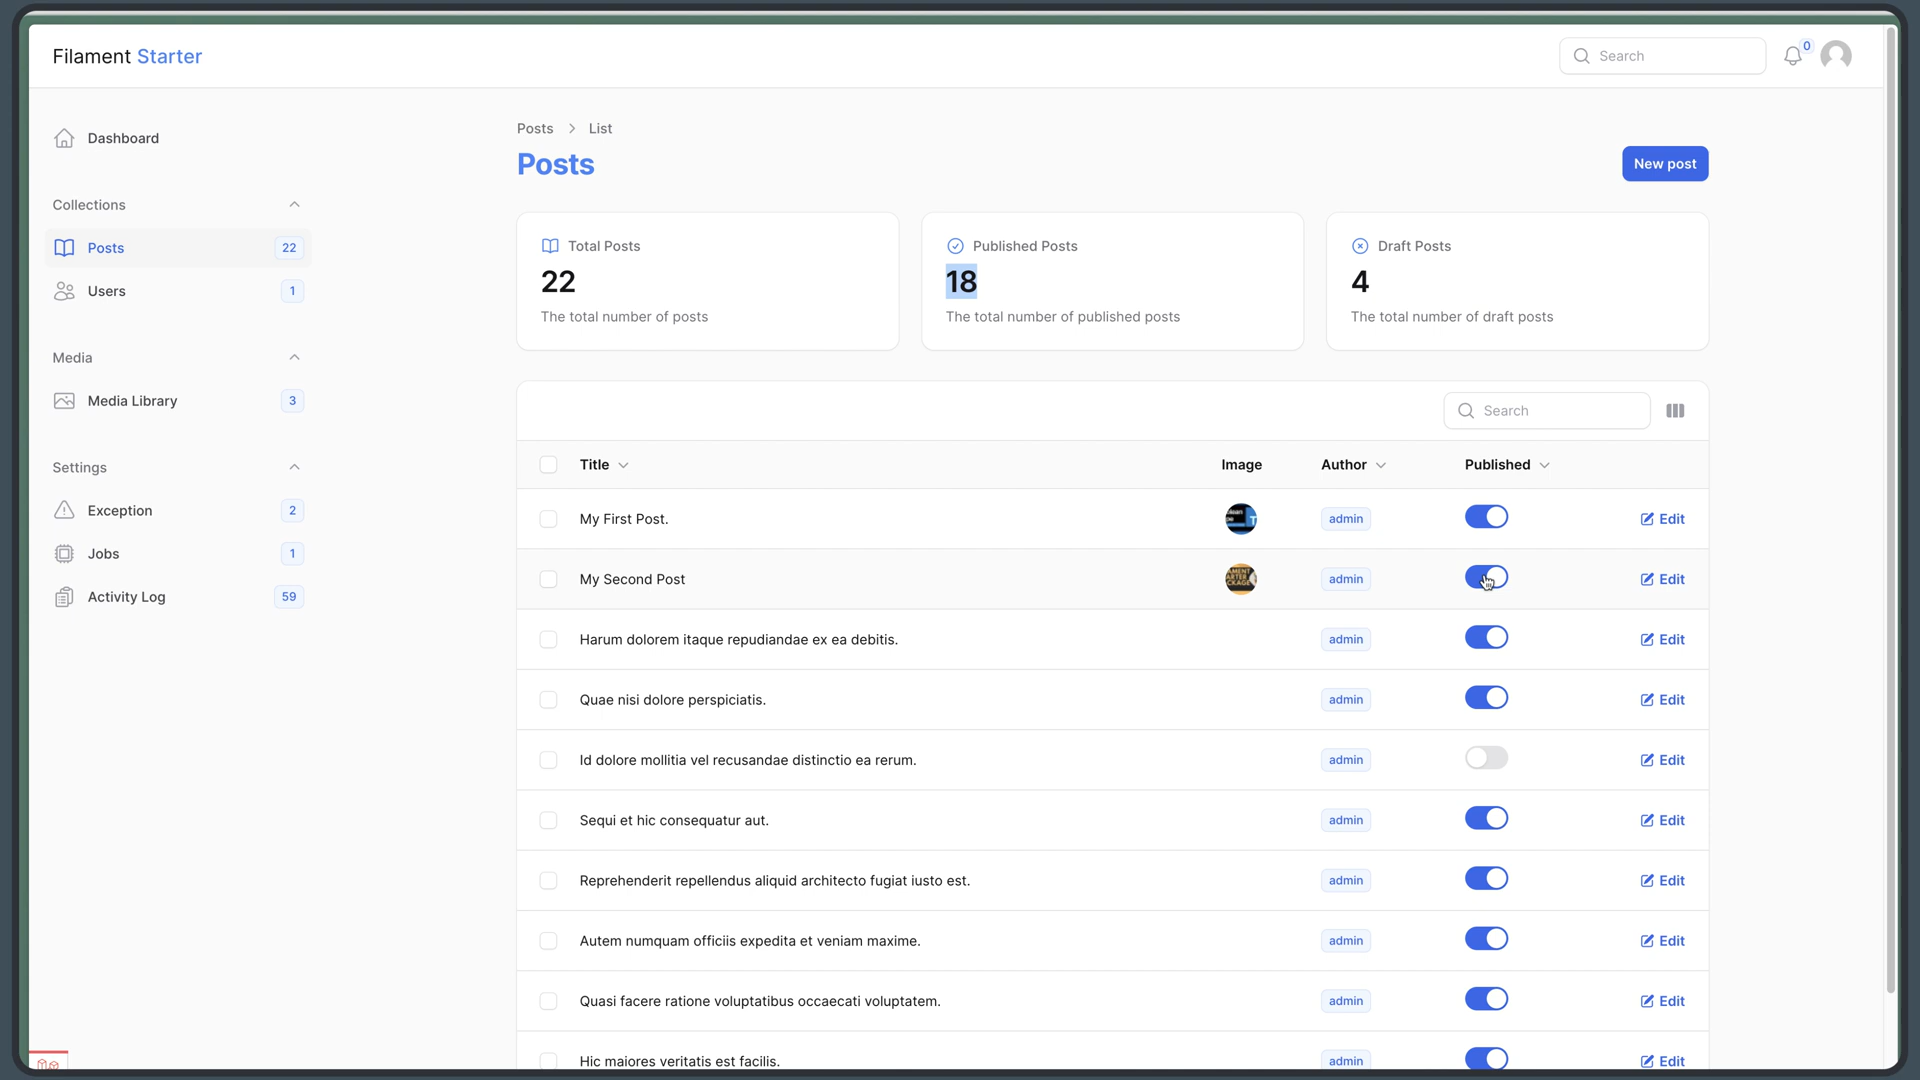 Filament Starter
Search
0
Dashboard
Collections
Posts 22
Users 1
Media
Media Library 3
Settings
Exception 2
Jobs 1
Activity Log 59
Posts > List
Posts
New post
Total Posts
22
The total number of posts
Published Posts
18
The total number of published posts
Draft Posts
4
The total number of draft posts
Search
Title Image Author Published
My First Post. admin Edit
My Second Post admin Edit
Harum dolorem itaque repudiandae ex ea debitis. admin Edit
Quae nisi dolore perspiciatis. admin Edit
Id dolore mollitia vel recusandae distinctio ea rerum. admin Edit
Sequi et hic consequatur aut. admin Edit
Reprehenderit repellendus aliquid architecto fugiat iusto est. admin Edit
Autem numquam officiis expedita et veniam maxime. admin Edit
Quasi facere ratione voluptatibus occaecati voluptatem. admin Edit
Hic maiores veritatis est facilis. admin Edit